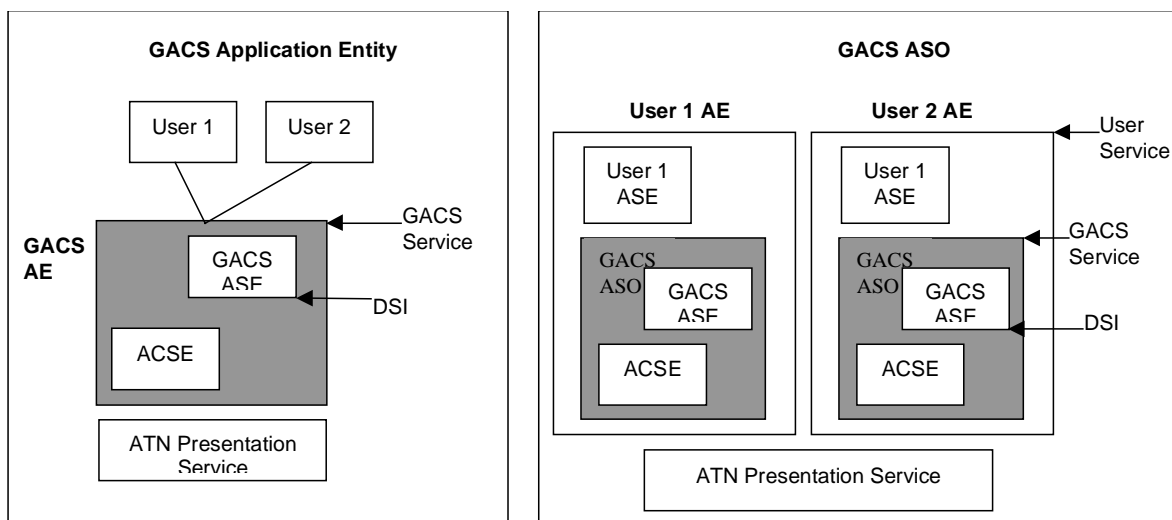 GACS Application Entity
User 1
User 2
GACS
Service
GACS
AE
GACS
ASE
DSI
ACSE
ATN Presentation
Service
GACS ASO
User 1 AE
User 2 AE
User
Service
User 1
ASE
User 1
ASE
GACS
Service
GACS
ASO
GACS
ASE
GACS
ASO
GACS
ASE
DSI
ACSE
ACSE
ATN Presentation Service